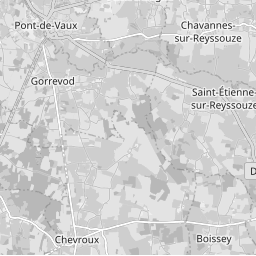 Pont-de-Vaux
Chavannes-
sur-Reyssouze
Gorrevod
Saint-Étienne-
sur-Reyssouze
D
Chevroux
Boissey